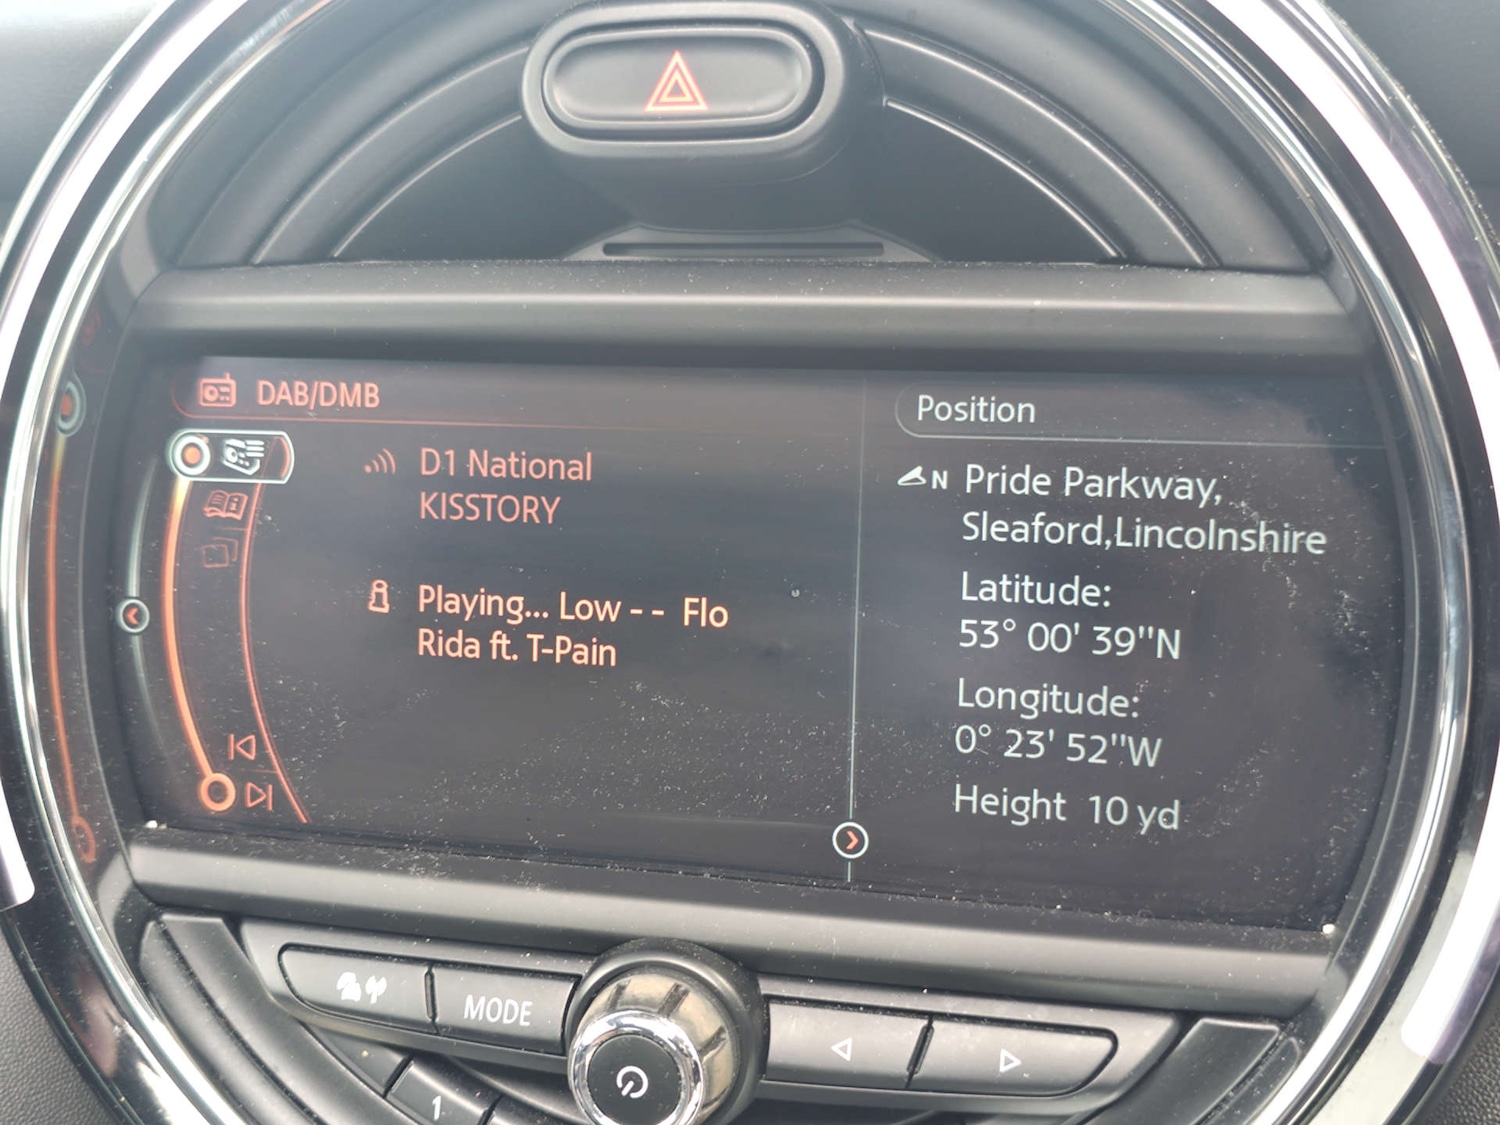 DAB/DMB
D1 National
KISSTORY
Playing... Low - - Flo
Rida ft. T-Pain
Position
N Pride Parkway,
Sleaford,Lincolnshire
Latitude:
53° 00' 39"N
Longitude:
0° 23' 52"W
Height 10 yd
MODE
1